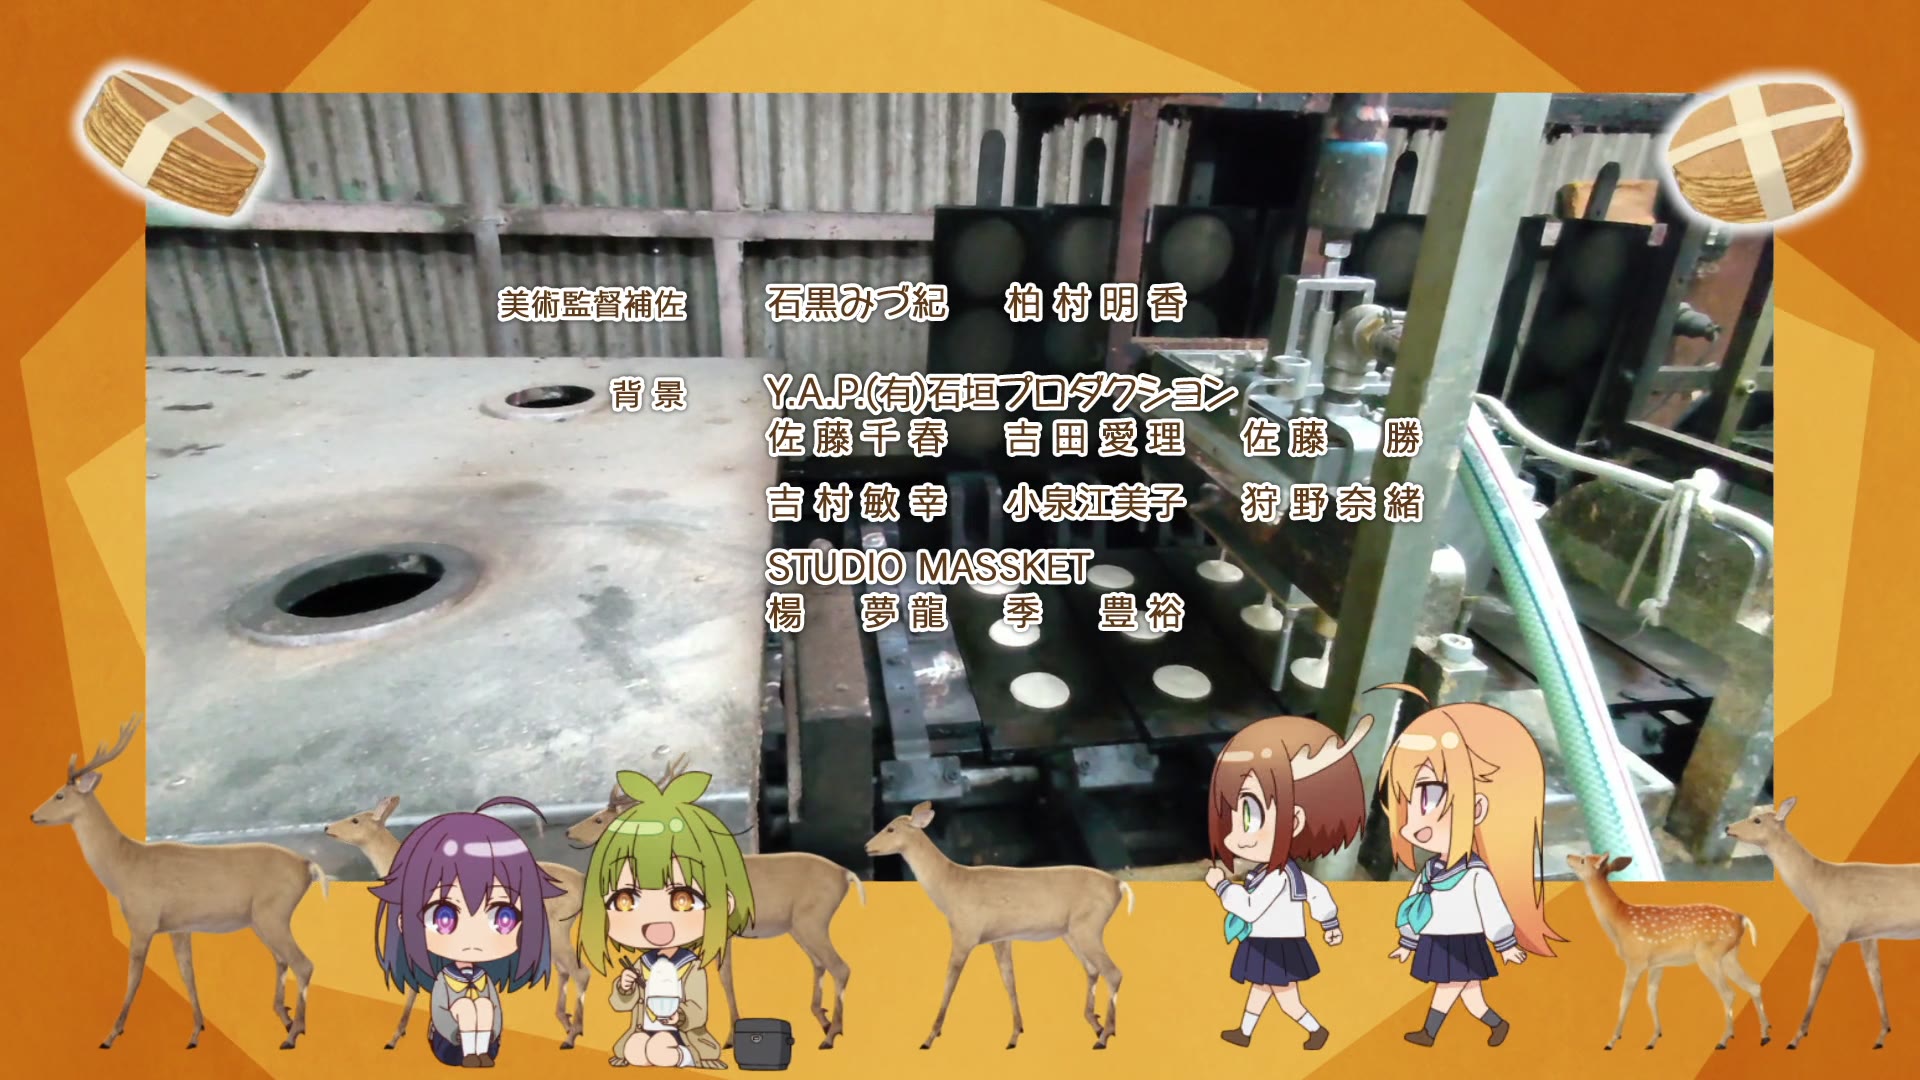 美術監督補佐 石黒みづ紀 柏村明香
背景 Y.A.P.(有)石垣プロダクション
佐藤千春 吉田愛理 佐藤 勝
吉村敏幸 小泉江美子 狩野奈緒
STUDIO MASSKET
楊 夢龍 季 豊裕